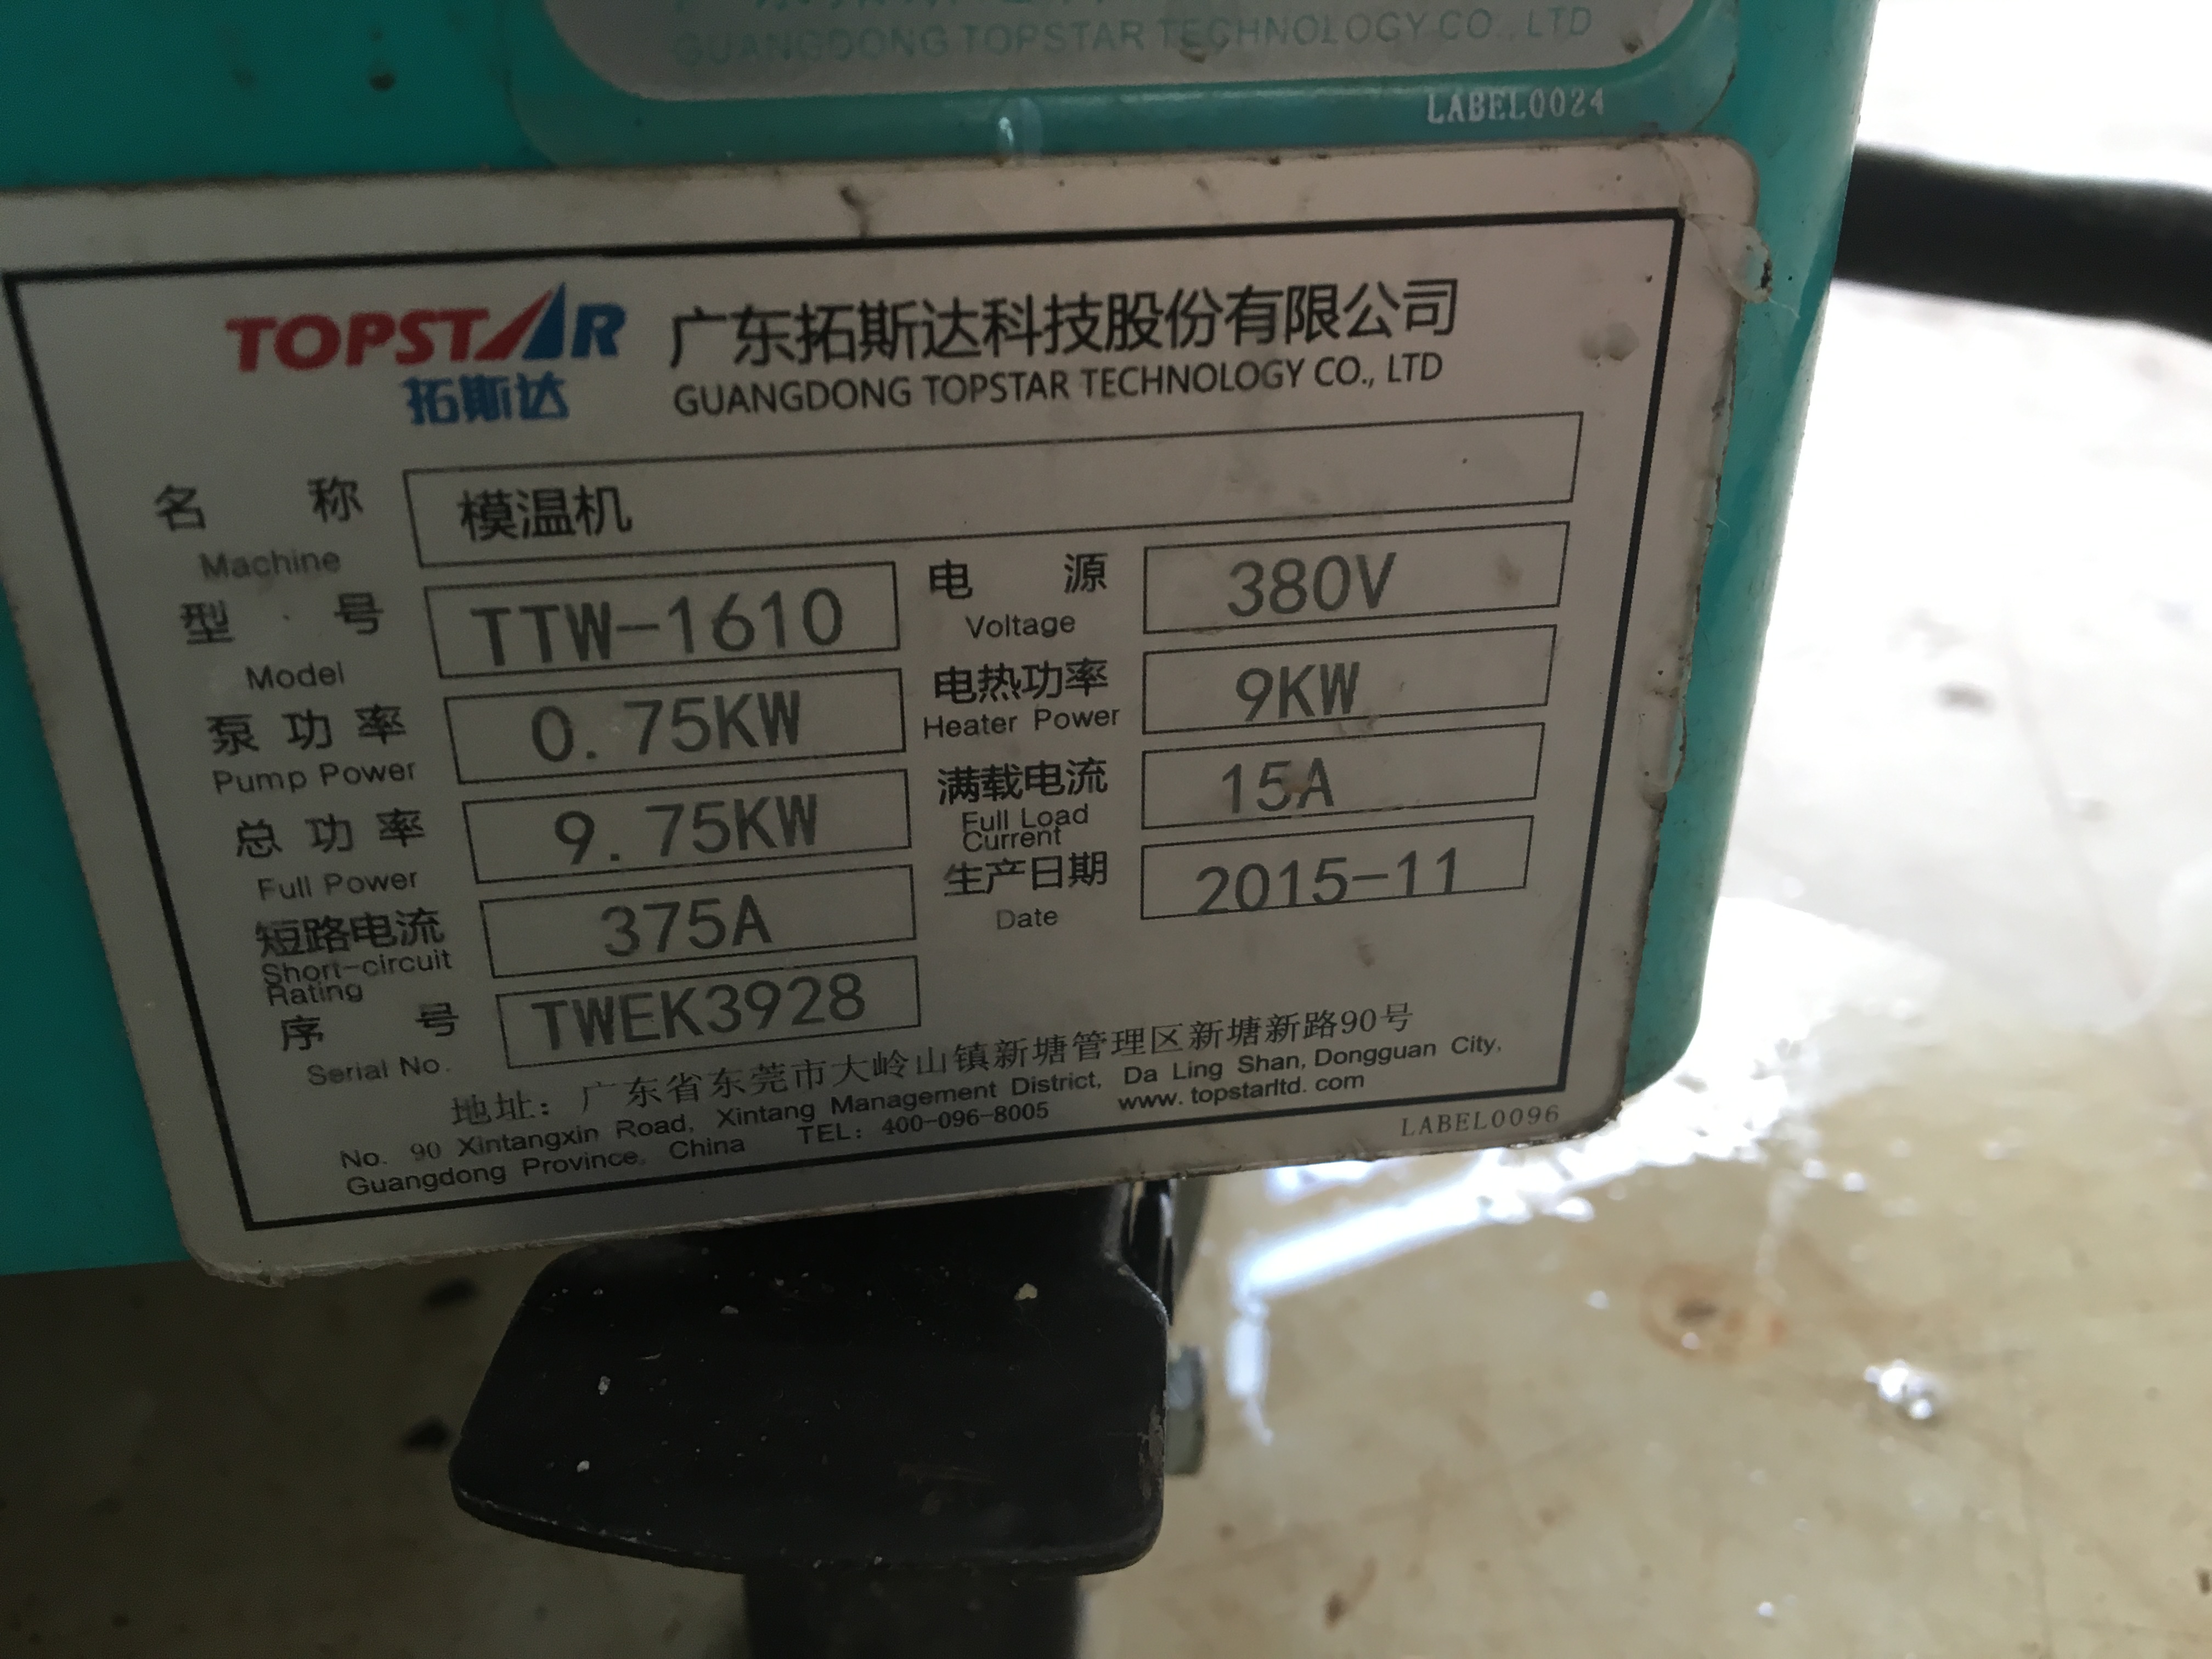 GUANGDONG TOPSTAR TECHNOLOGY CO., LTD
LABEL0024
TOPSTAR 广东拓斯达科技股份有限公司
拓斯达 GUANGDONG TOPSTAR TECHNOLOGY CO., LTD
名 称 模温机
Machine
型 号 TTW-1610 电 源 380V
Model Voltage
泵功率 0.75KW 电热功率 9KW
Pump Power Heater Power
总功率 9.75KW 满载电流 15A
Full Power Full Load
Current
短路电流 375A 生产日期 2015-11
Short-circuit Date
Rating
序 号 TWEK3928
Serial No.
地址：广东省东莞市大岭山镇新塘管理区新塘新路90号
No. 90 Xintangxin Road, Xintang Management District, Da Ling Shan, Dongguan City,
Guangdong Province, China TEL: 400-096-8005 www.topstarltd.com
LABEL0096